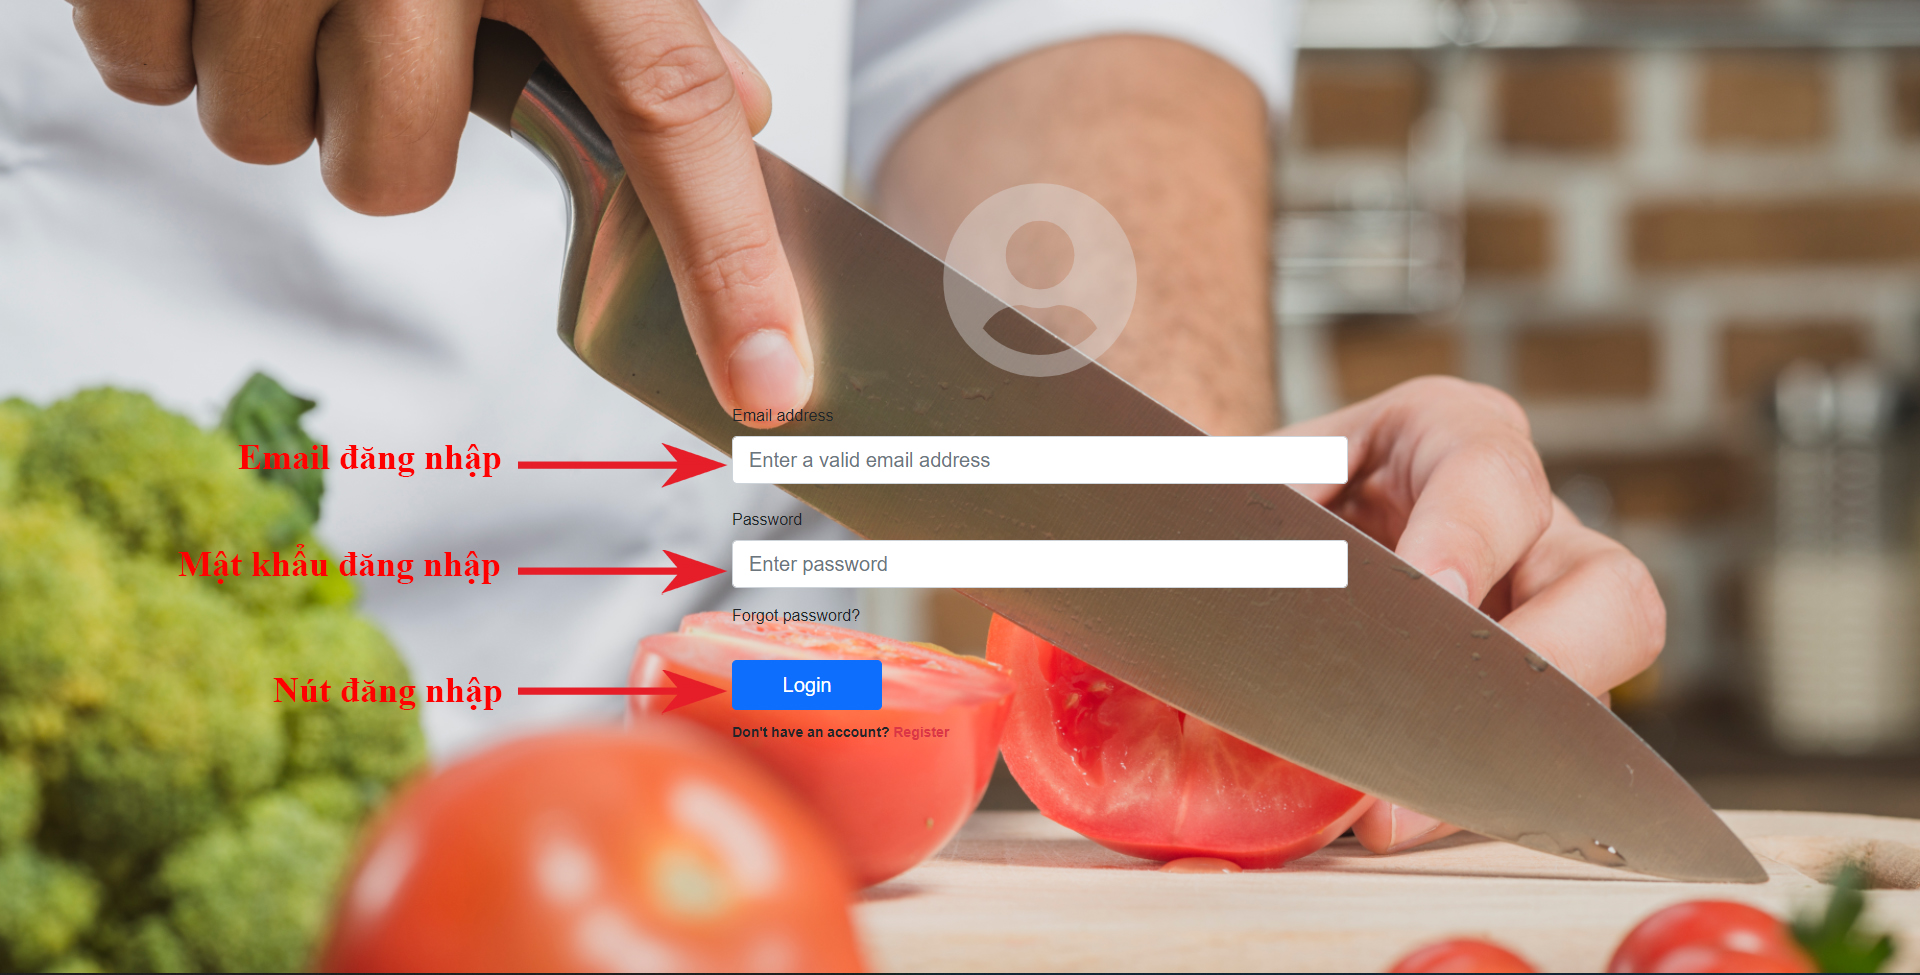 Email address
Email đăng nhập
Enter a valid email address
Password
Mật khẩu đăng nhập
Enter password
Forgot password?
Nút đăng nhập
Login
Don't have an account? Register